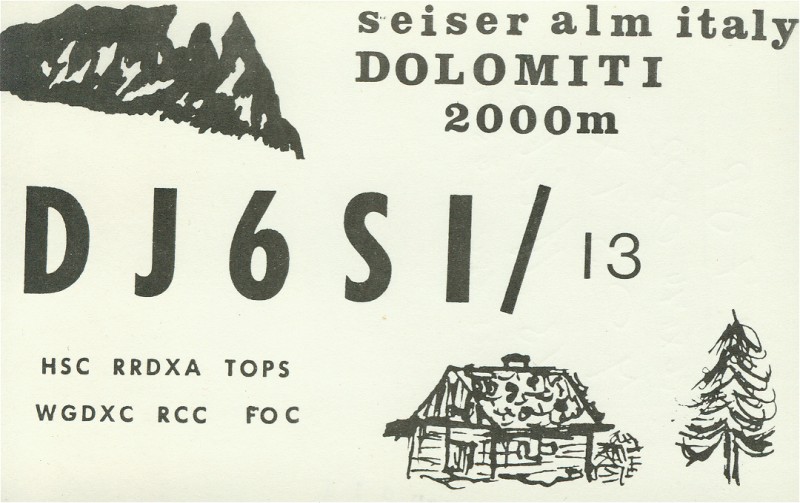 seiser alm italy
DOLOMITI
2000m
DJ6SI/I3
HSC RRDXA TOPS
WGDXC RCC FOC